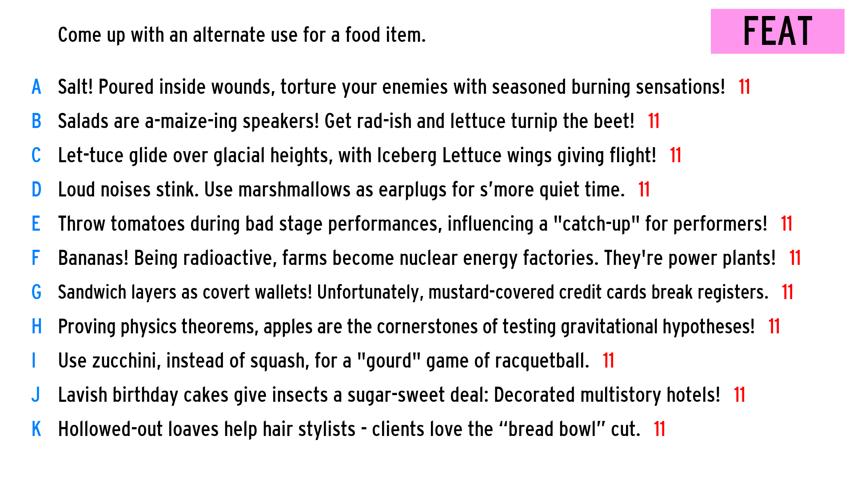 Come up with an alternate use for a food item.
FEAT
A Salt! Poured inside wounds, torture your enemies with seasoned burning sensations! 11
B Salads are a-maize-ing speakers! Get rad-ish and lettuce turnip the beet! 11
C Let-tuce glide over glacial heights, with Iceberg Lettuce wings giving flight! 11
D Loud noises stink. Use marshmallows as earplugs for s’more quiet time. 11
E Throw tomatoes during bad stage performances, influencing a "catch-up" for performers! 11
F Bananas! Being radioactive, farms become nuclear energy factories. They're power plants! 11
G Sandwich layers as covert wallets! Unfortunately, mustard-covered credit cards break registers. 11
H Proving physics theorems, apples are the cornerstones of testing gravitational hypotheses! 11
I Use zucchini, instead of squash, for a "gourd" game of racquetball. 11
J Lavish birthday cakes give insects a sugar-sweet deal: Decorated multistory hotels! 11
K Hollowed-out loaves help hair stylists - clients love the “bread bowl” cut. 11